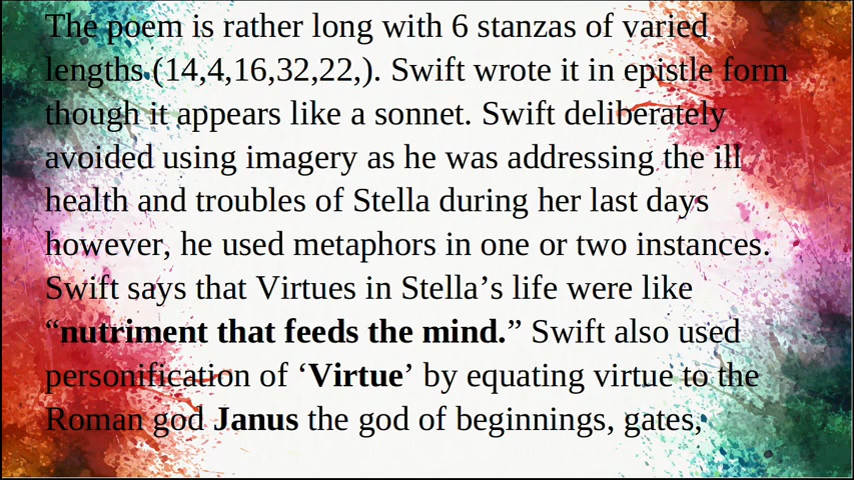 The poem is rather long with 6 stanzas of varied
lengths (14,4,16,32,22,). Swift wrote it in epistle form
though it appears like a sonnet. Swift deliberately
avoided using imagery as he was addressing the ill
health and troubles of Stella during her last days
however, he used metaphors in one or two instances.
Swift says that Virtues in Stella’s life were like
“nutriment that feeds the mind.” Swift also used
personification of ‘Virtue’ by equating virtue to the
Roman god Janus the god of beginnings, gates,